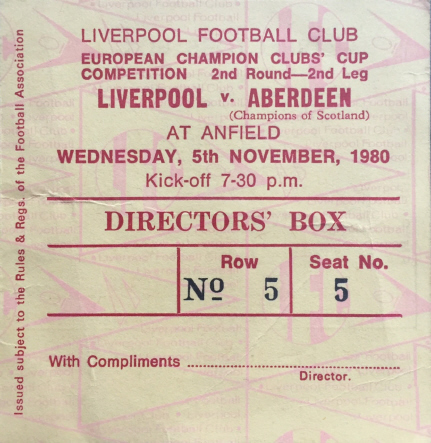 LIVERPOOL FOOTBALL CLUB
EUROPEAN CHAMPION CLUBS' CUP
COMPETITION 2nd Round—2nd Leg
LIVERPOOL v. ABERDEEN
(Champions of Scotland)
AT ANFIELD
WEDNESDAY, 5th NOVEMBER, 1980
Kick-off 7-30 p.m.
DIRECTORS' BOX
Row Seat No.
Nº 5 5
With Compliments ................................................
Director.
Issued subject to the Rules & Regs. of the Football Association